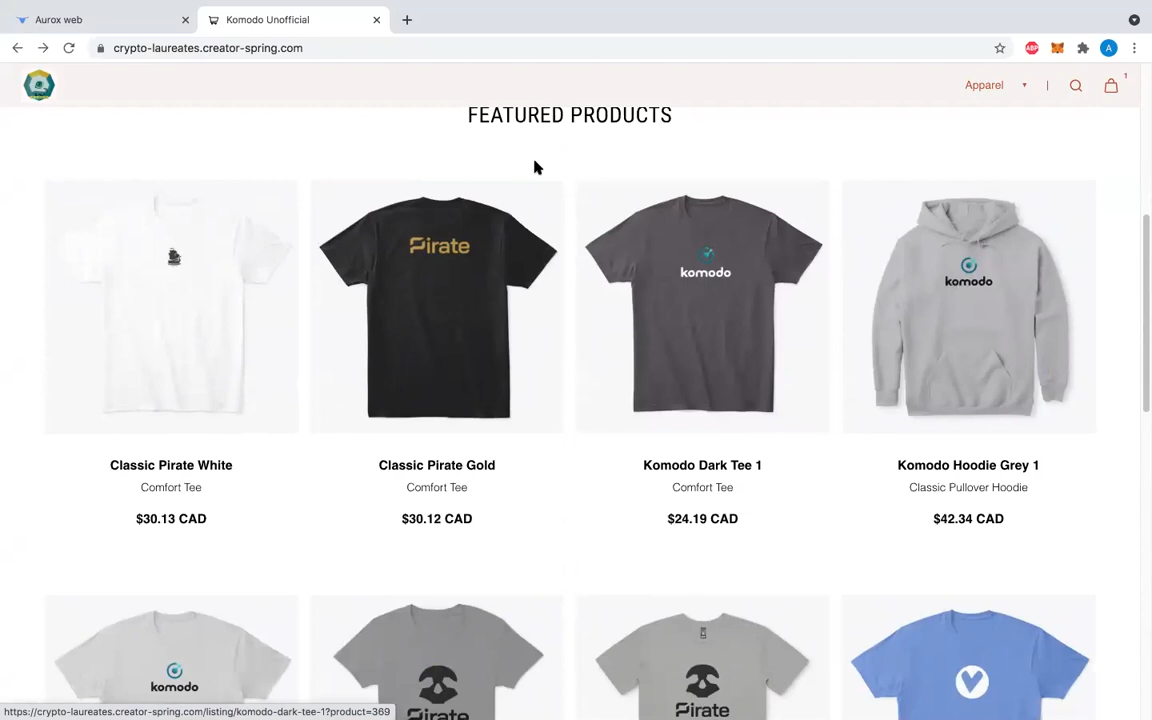 Aurox web
Komodo Unofficial
crypto-laureates.creator-spring.com
ABP
A
Apparel
1
FEATURED PRODUCTS
Pirate
komodo
komodo
Classic Pirate White
Classic Pirate Gold
Komodo Dark Tee 1
Komodo Hoodie Grey 1
Comfort Tee
Comfort Tee
Comfort Tee
Classic Pullover Hoodie
$30.13 CAD
$30.12 CAD
$24.19 CAD
$42.34 CAD
komodo
Pirate
Pirate
https://crypto-laureates.creator-spring.com/listing/komodo-dark-tee-1?product=369